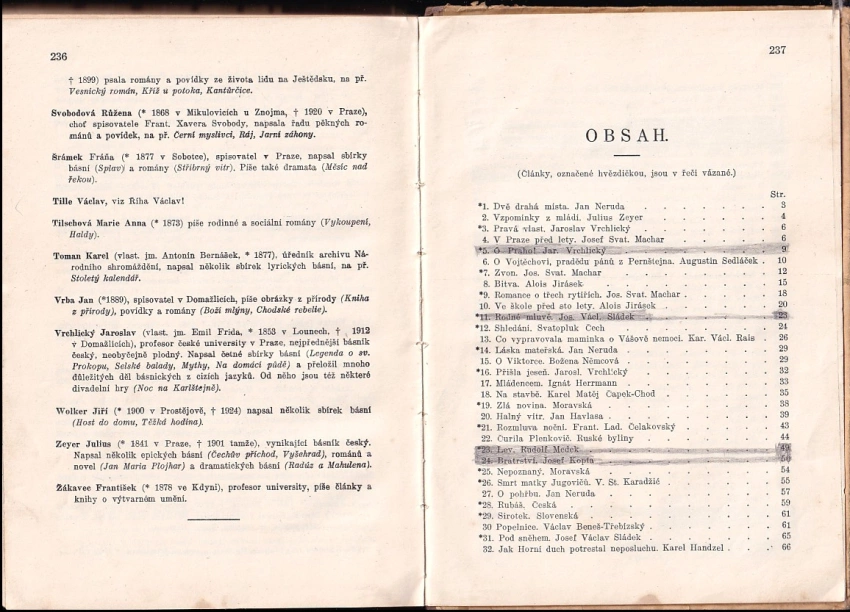 236
† 1899) psala romány a povídky ze života lidu na Ještědsku, na př.
Vesnický román, Kříž u potoka, Kantůrčice.
Svobodová Růžena (* 1868 v Mikulovicích u Znojma, † 1920 v Praze),
choť spisovatele Frant. Xavera Svobody, napsala řadu pěkných ro-
mánů a povídek, na př. Černí myslivci, Ráj, Jarní záhony.
Šrámek Fráňa (* 1877 v Sobotce), spisovatel v Praze, napsal sbírky
básní (Splav) a romány (Stříbrný vítr). Píše také dramata (Měsíc nad
řekou).
Tille Václav, viz Říha Václav!
Tilschová Marie Anna (* 1873) píše rodinné a sociální romány (Vykoupení,
Haldy).
Toman Karel (vlast. jm. Antonín Bernášek, * 1877), úředník archivu Ná-
rodního shromáždění, napsal několik sbírek lyrických básní, na př.
Stoletý kalendář.
Vrba Jan (*1889), spisovatel v Domažlicích, píše obrázky z přírody (Kniha
z přírody), povídky a romány (Boží mlýny, Chodské rebelie).
Vrchlický Jaroslav (vlast. jm. Emil Frída, * 1853 v Lounech, † 1912
v Domažlicích), profesor české university v Praze, nejpřednější básník
český, neobyčejně plodný. Napsal četné sbírky básní (Legenda o sv.
Prokopu, Selské balady, Mythy, Na domácí půdě) a přeložil mnoho
důležitých děl básnických z cizích jazyků. Od něho jsou též některé
divadelní hry (Noc na Karlštejně).
Wolker Jiří (* 1900 v Prostějově, † 1924) napsal několik sbírek básní
(Host do domu, Těžká hodina).
Zeyer Julius (* 1841 v Praze, † 1901 tamže), vynikající básník český.
Napsal několik epických básní (Čechův příchod, Vyšehrad), románů a
novel (Jan Maria Plojhar) a dramatických básní (Radúz a Mahulena).
Žákavec František (* 1878 ve Kdyni), profesor university, píše články a
knihy o výtvarném umění.
237
OBSAH.
(Články, označené hvězdičkou, jsou v řeči vázané.)
Str.
*1. Dvě drahá místa. Jan Neruda . . . . . . . 3
2. Vzpomínky z mládí. Julius Zeyer . . . . . . . 4
*3. Pravá vlast. Jaroslav Vrchlický . . . . . . . 6
4. V Praze před lety. Josef Svat. Machar . . . . . . 6
*5. O Práho! Jar. Vrchlický . . . . . . . 9
6. O Vojtěchovi, pradědu pánů z Pernštejna. Augustin Sedláček . 10
*7. Zvon. Jos. Svat. Machar . . . . . . . 12
8. Bitva. Alois Jirásek . . . . . . . 15
*9. Romance o třech rytířích. Jos. Svat. Machar . . . . 18
10. Ve škole před sto lety. Alois Jirásek . . . . . . 20
*11. Rodné mluvě. Jos. Václ. Sládek . . . . . . 23
*12. Shledání. Svatopluk Čech . . . . . . . 24
13. Co vypravovala maminka o Vášově nemoci. Kar. Václ. Rais . 26
*14. Láska mateřská. Jan Neruda . . . . . . . 29
15. O Viktorce. Božena Němcová . . . . . . . 29
*16. Přišla jeseň. Jarosl. Vrchlický . . . . . . . 32
17. Mládencem. Ignát Herrmann . . . . . . . 33
18. Na stavbě. Karel Matěj Čapek-Chod . . . . . . 35
*19. Zlá novina. Moravská . . . . . . . 38
20. Halný vítr. Jan Havlasa . . . . . . . 39
*21. Rozmluva noční. Frant. Lad. Čelakovský . . . . . 43
22. Čurila Plenkovič. Ruské byliny . . . . . . . 44
*23. Lev. Rudolf Medek . . . . . . . 49
24. Bratrství. Josef Kopta . . . . . . . 50
*25. Nepoznaný. Moravská . . . . . . . 54
*26. Smrt matky Jugovičů. V. St. Karadžić . . . . . 55
27. O pohřbu. Jan Neruda . . . . . . . 57
*28. Rubáš. Česká . . . . . . . 59
*29. Sirotek. Slovenská . . . . . . . 61
30 Popelnice. Václav Beneš-Třebízský . . . . . . 61
*31. Pod sněhem. Josef Václav Sládek . . . . . . 65
32. Jak Horní duch potrestal neposluchu. Karel Handzel . . . 66